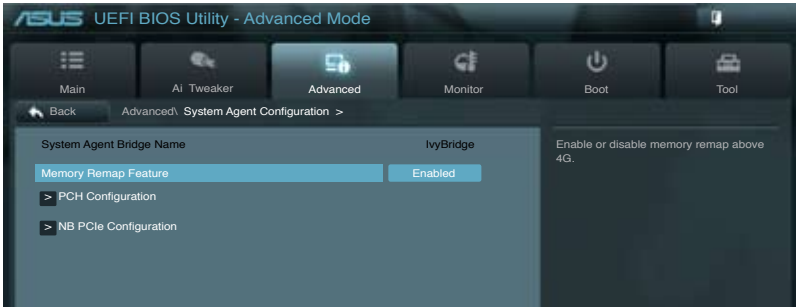 ASUS UEFI BIOS Utility - Advanced Mode
Main Ai Tweaker Advanced Monitor Boot Tool
Back Advanced\ System Agent Configuration >
System Agent Bridge Name IvyBridge
Memory Remap Feature Enabled
> PCH Configuration
> NB PCIe Configuration
Enable or disable memory remap above
4G.